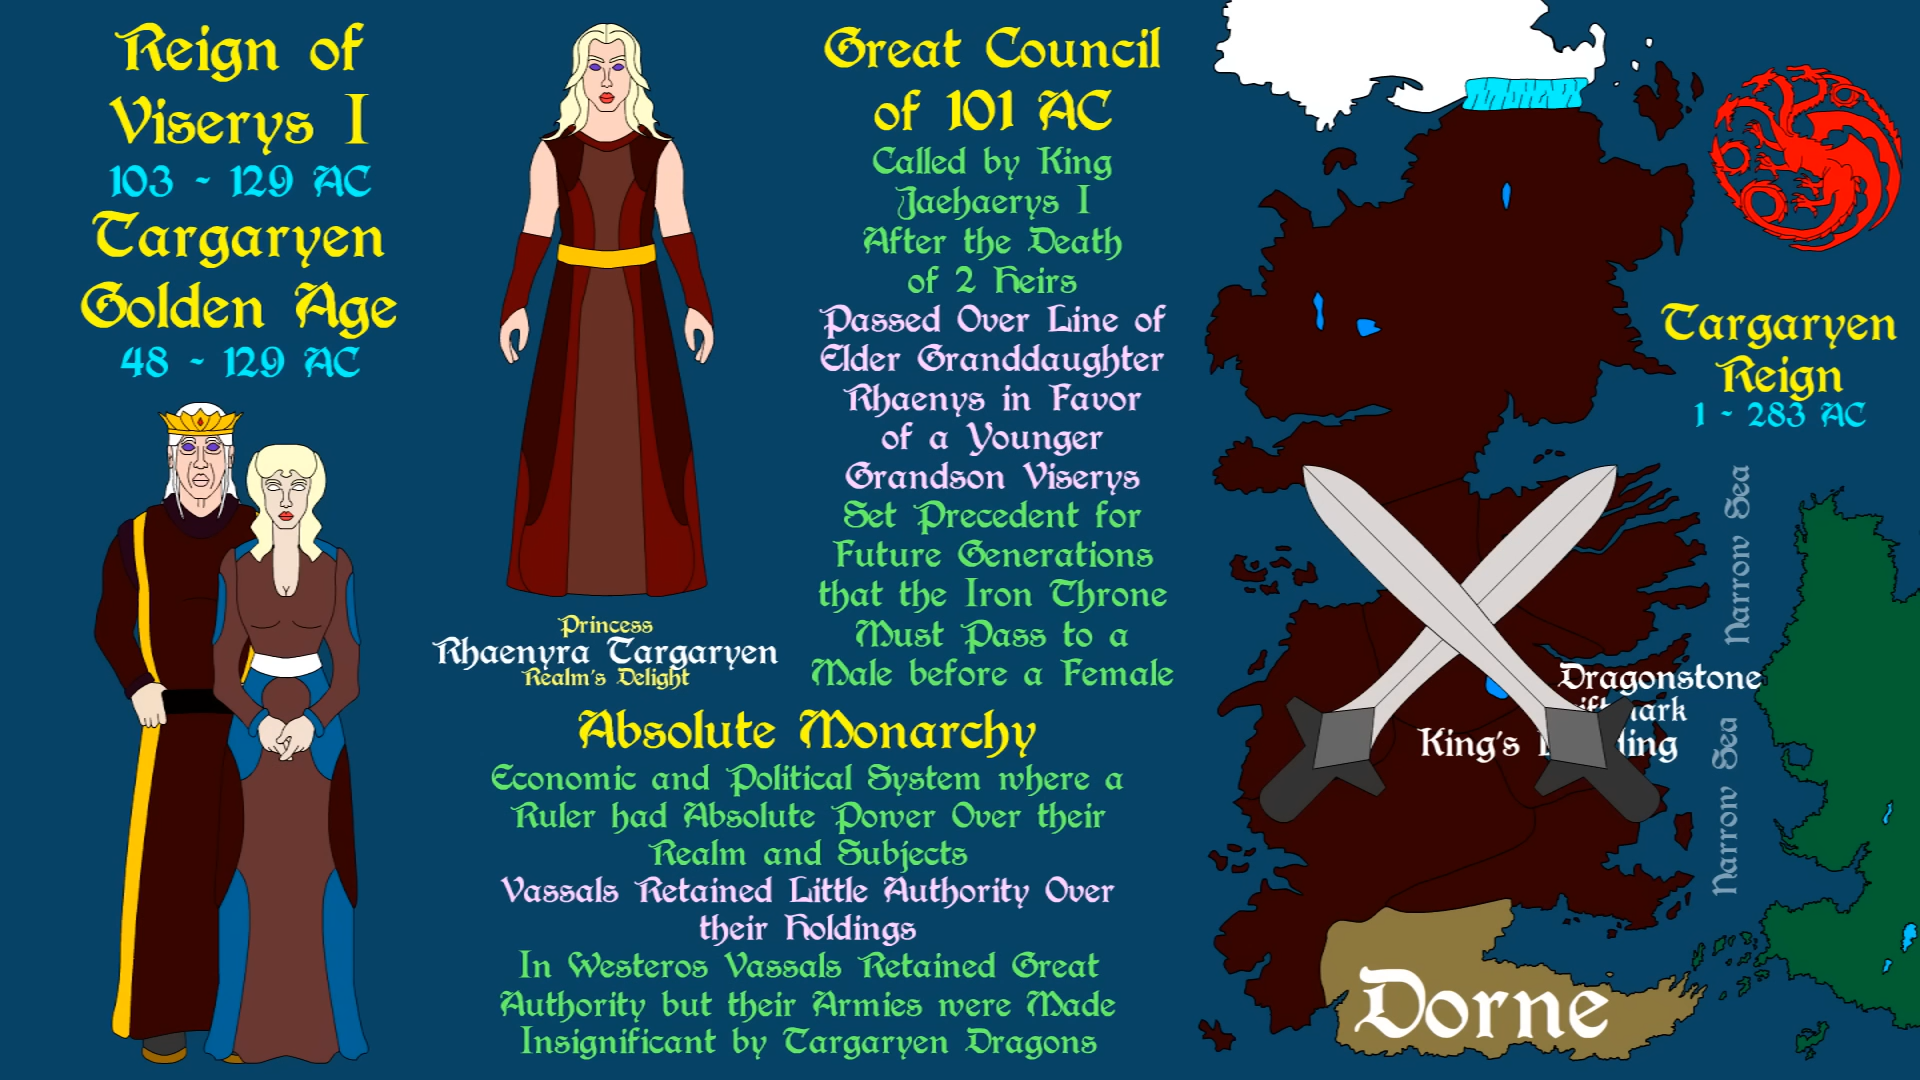 Reign of
Viserys I
103 - 129 AC
Targaryen
Golden Age
48 - 129 AC
Princess
Rhaenyra Targaryen
Realm's Delight
Great Council
of 101 AC
Called by King
Jaehaerys I
After the Death
of 2 Heirs
Passed Over Line of
Elder Granddaughter
Rhaenys in Favor
of a Younger
Grandson Viserys
Set Precedent for
Future Generations
that the Iron Throne
Must Pass to a
Male before a Female
Absolute Monarchy
Economic and Political System where a
Ruler had Absolute Power Over their
Realm and Subjects
Vassals Retained Little Authority Over
their Holdings
In Westeros Vassals Retained Great
Authority but their Armies were Made
Insignificant by Targaryen Dragons
Targaryen
Reign
1 - 283 AC
Narrow Sea
Dragonstone
King's
Narrow Sea
Dorne